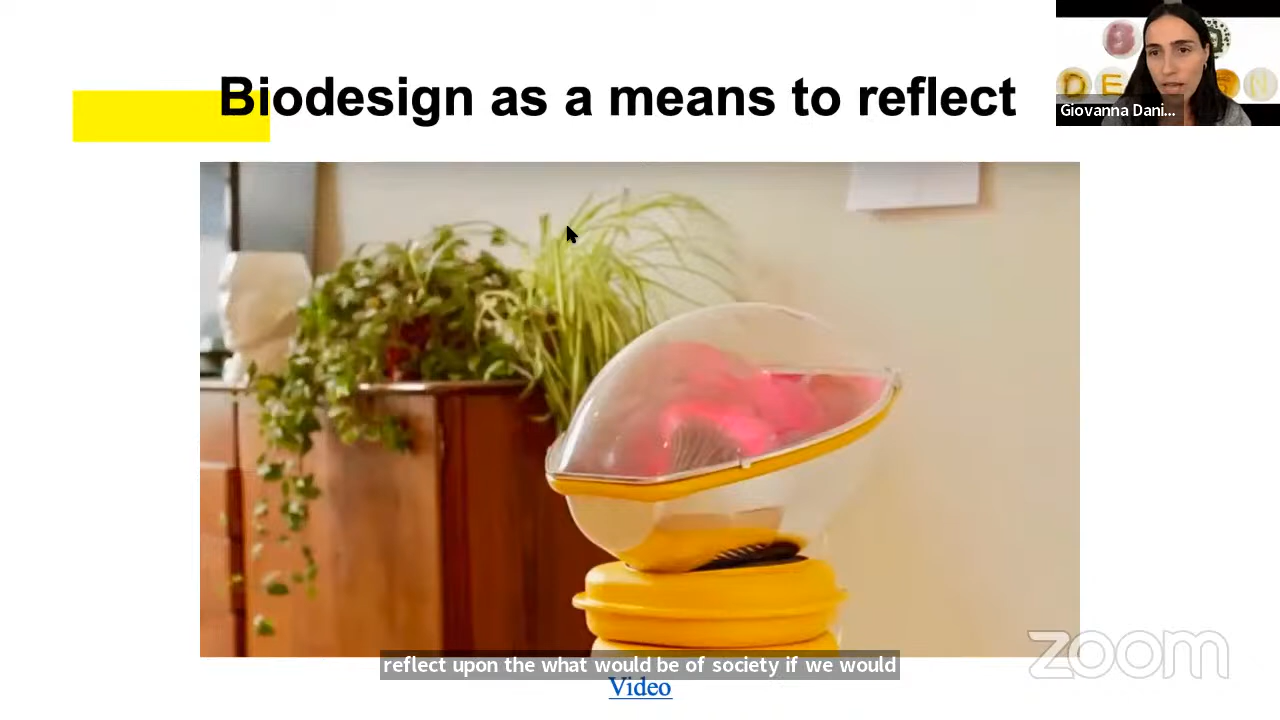 Biodesign as a means to reflect
B
DE
N
Giovanna Dani...
reflect upon the what would be of society if we would
Video
zoom